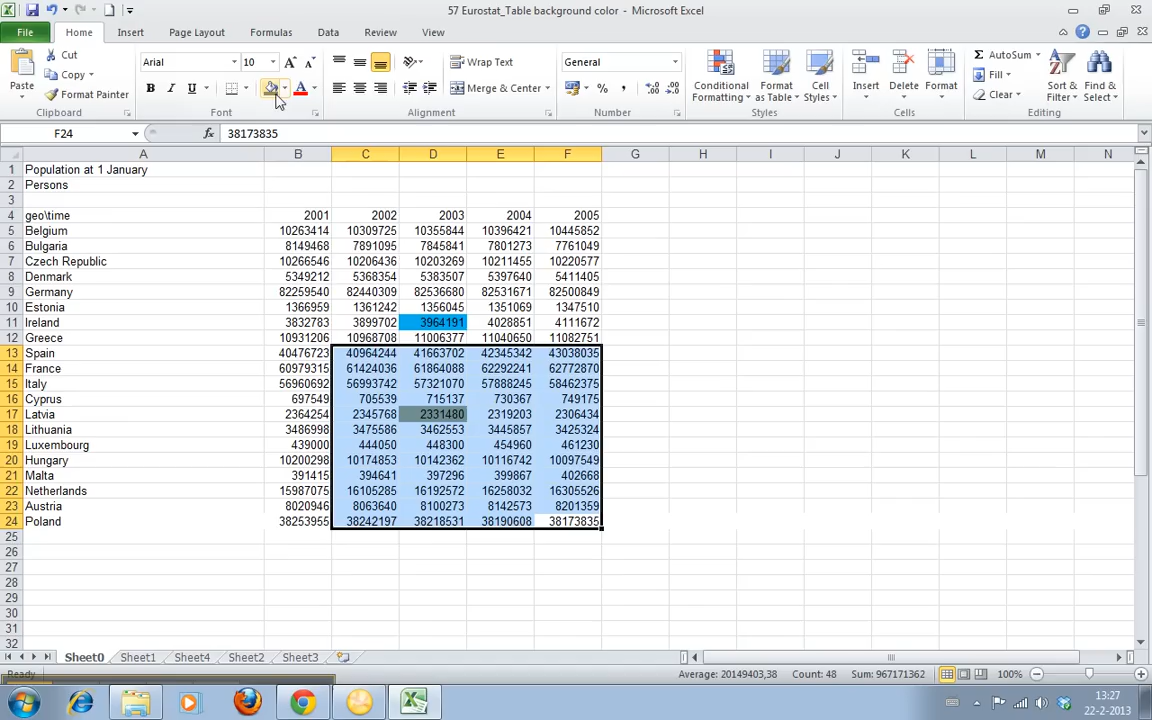 57 Eurostat_Table background color - Microsoft Excel
File Home Insert Page Layout Formulas Data Review View
Cut
Copy
Format Painter
Paste
Clipboard
Arial 10 A A
B I U A
Font
Wrap Text
Merge & Center
Alignment
General
% ,
Number
Conditional Formatting
Format as Table
Cell Styles
Styles
Insert Delete Format
Cells
AutoSum
Fill
Clear
Sort & Filter
Find & Select
Editing
F24 fx 38173835
A B C D E F G H I J K L M N
1 Population at 1 January
2 Persons
3
4 geo\time 2001 2002 2003 2004 2005
5 Belgium 10263414 10309725 10355844 10396421 10445852
6 Bulgaria 8149468 7891095 7845841 7801273 7761049
7 Czech Republic 10266546 10206436 10203269 10211455 10220577
8 Denmark 5349212 5368354 5383507 5397640 5411405
9 Germany 82259540 82440309 82536680 82531671 82500849
10 Estonia 1366959 1361242 1356045 1351069 1347510
11 Ireland 3832783 3899702 3964191 4028851 4111672
12 Greece 10931206 10968708 11006377 11040650 11082751
13 Spain 40476723 40964244 41663702 42345342 43038035
14 France 60979315 61424036 61864088 62292241 62772870
15 Italy 56960692 56993742 57321070 57888245 58462375
16 Cyprus 697549 705539 715137 730367 749175
17 Latvia 2364254 2345768 2331480 2319203 2306434
18 Lithuania 3486998 3475586 3462553 3445857 3425324
19 Luxembourg 439000 444050 448300 454960 461230
20 Hungary 10200298 10174853 10142362 10116742 10097549
21 Malta 391415 394641 397296 399867 402668
22 Netherlands 15987075 16105285 16192572 16258032 16305526
23 Austria 8020946 8063640 8100273 8142573 8201359
24 Poland 38253955 38242197 38218531 38190608 38173835
25
26
27
28
29
30
31
32
Sheet0 Sheet1 Sheet4 Sheet2 Sheet3
Ready Average: 20149403,38 Count: 48 Sum: 967171362 100%
13:27
22-2-2013